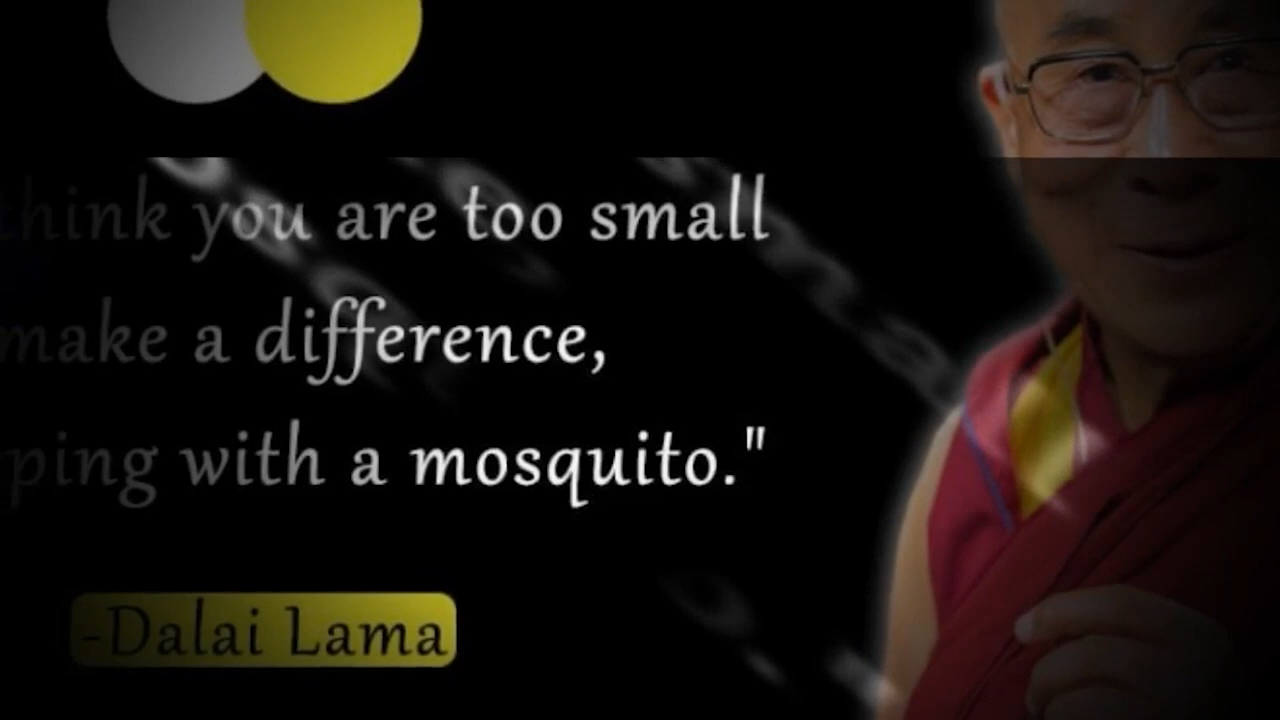 think you are too small
make a difference,
ping with a mosquito."
-Dalai Lama